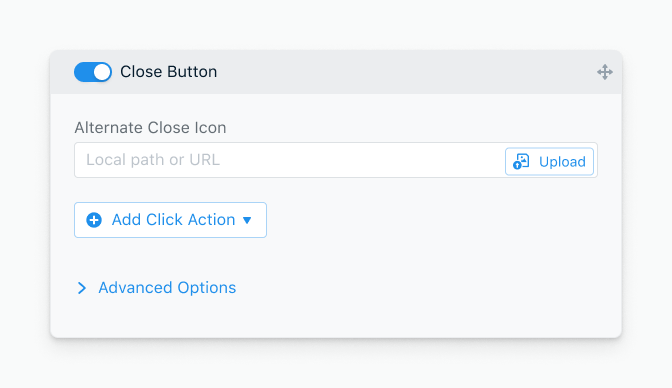 Close Button
Alternate Close Icon
Local path or URL
Upload
Add Click Action
Advanced Options